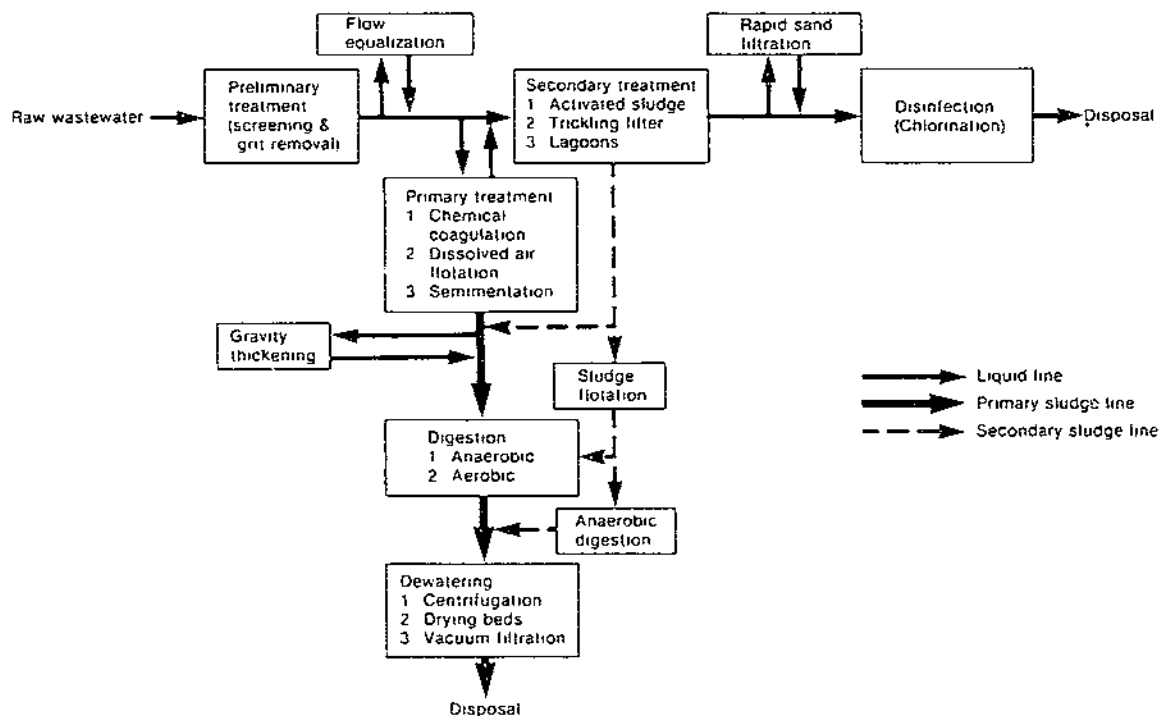 Flow
equalization
Rapid sand
filtration
Raw wastewater
Preliminary
treatment
(screening &
grit removal)
Secondary treatment
1 Activated sludge
2 Trickling filter
3 Lagoons
Disinfection
(Chlorination)
Disposal
Primary treatment
1 Chemical
coagulation
2 Dissolved air
flotation
3 Semimentation
Gravity
thickening
Sludge
flotation
Liquid line
Primary sludge line
Secondary sludge line
Digestion
1 Anaerobic
2 Aerobic
Anaerobic
digestion
Dewatering
1 Centrifugation
2 Drying beds
3 Vacuum filtration
Disposal